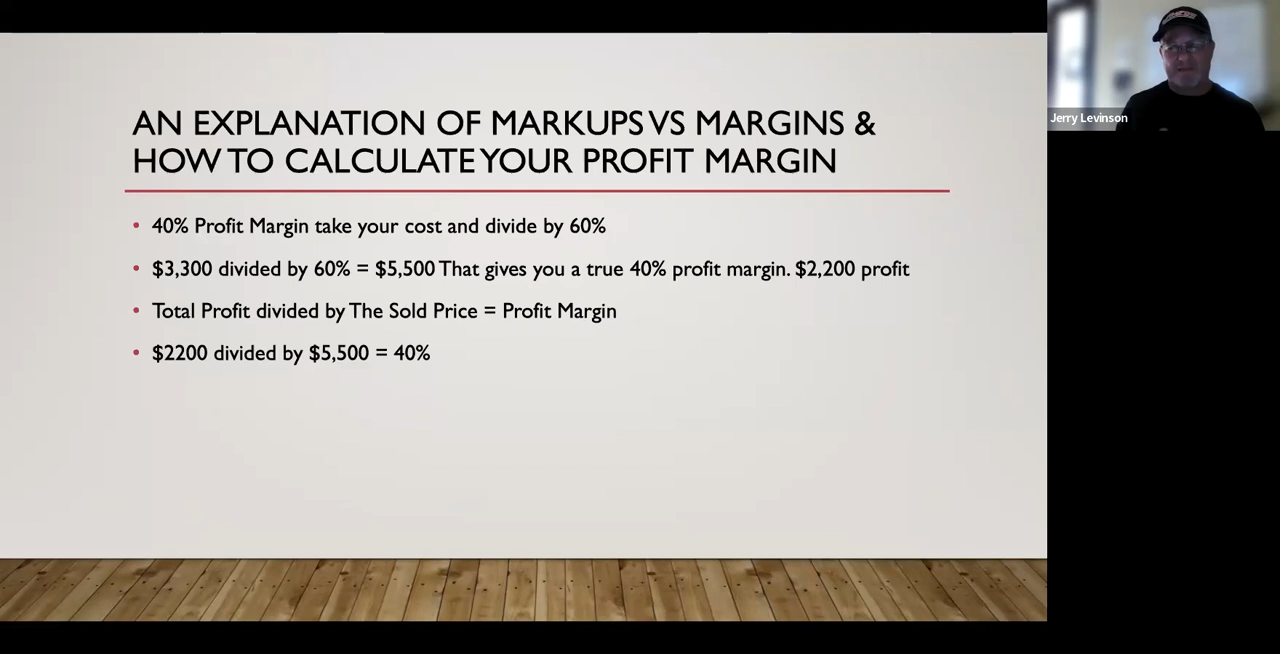 AN EXPLANATION OF MARKUPS VS MARGINS &
HOW TO CALCULATE YOUR PROFIT MARGIN
• 40% Profit Margin take your cost and divide by 60%
• $3,300 divided by 60% = $5,500 That gives you a true 40% profit margin. $2,200 profit
• Total Profit divided by The Sold Price = Profit Margin
• $2200 divided by $5,500 = 40%
Jerry Levinson